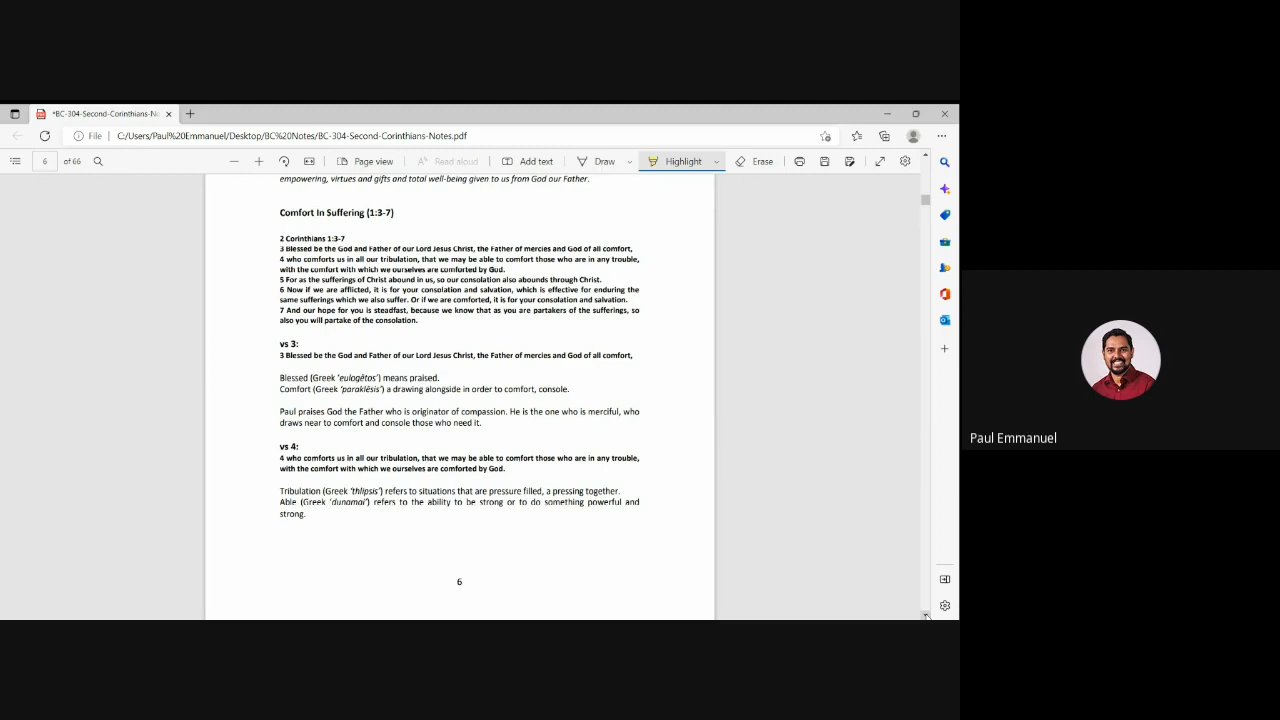 *BC-304-Second-Corinthians-No
File
C:/Users/Paul%20Emmanuel/Desktop/BC%20Notes/BC-304-Second-Corinthians-Notes.pdf
6 of 66
Page view
Read aloud
Add text
Draw
Highlight
Erase
empowering, virtues and gifts and total well-being given to us from God our Father.
Comfort In Suffering (1:3-7)
2 Corinthians 1:3-7
3 Blessed be the God and Father of our Lord Jesus Christ, the Father of mercies and God of all comfort,
4 who comforts us in all our tribulation, that we may be able to comfort those who are in any trouble,
with the comfort with which we ourselves are comforted by God.
5 For as the sufferings of Christ abound in us, so our consolation also abounds through Christ.
6 Now if we are afflicted, it is for your consolation and salvation, which is effective for enduring the
same sufferings which we also suffer. Or if we are comforted, it is for your consolation and salvation.
7 And our hope for you is steadfast, because we know that as you are partakers of the sufferings, so
also you will partake of the consolation.
vs 3:
3 Blessed be the God and Father of our Lord Jesus Christ, the Father of mercies and God of all comfort,
Blessed (Greek 'eulogētos') means praised.
Comfort (Greek 'paraklēsis') a drawing alongside in order to comfort, console.
Paul praises God the Father who is originator of compassion. He is the one who is merciful, who
draws near to comfort and console those who need it.
vs 4:
4 who comforts us in all our tribulation, that we may be able to comfort those who are in any trouble,
with the comfort with which we ourselves are comforted by God.
Tribulation (Greek 'thlipsis') refers to situations that are pressure filled, a pressing together.
Able (Greek 'dunamai') refers to the ability to be strong or to do something powerful and
strong.
6
Paul Emmanuel